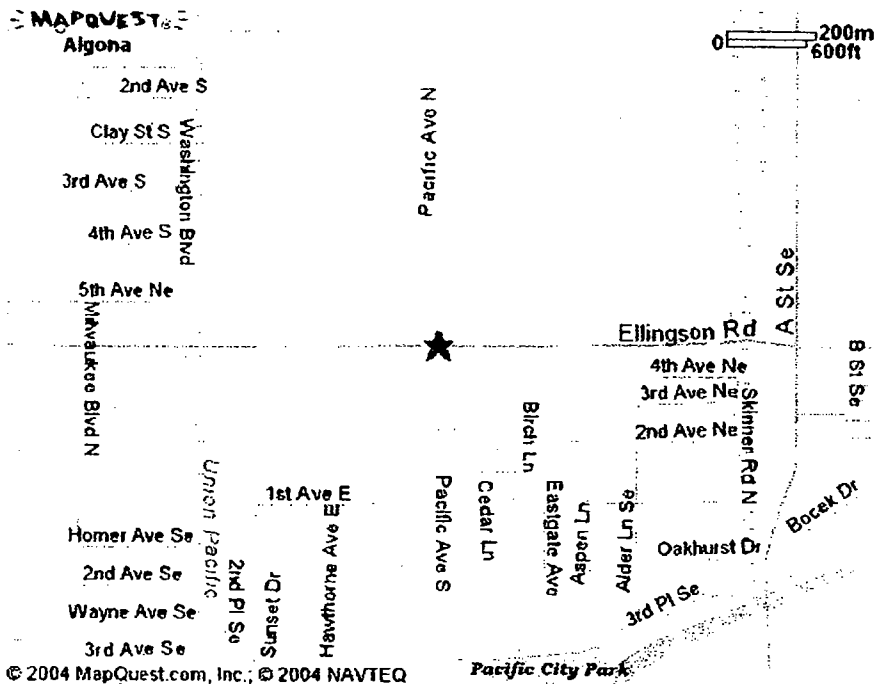 MAPQUEST
Algona
0
200m
600ft
2nd Ave S
Clay St S
Washington Blvd
3rd Ave S
4th Ave S
5th Ave Ne
Pacific Ave N
A St Se
Ellingson Rd
Milwaukee Blvd N
4th Ave Ne
3rd Ave Ne
2nd Ave Ne
Skinner Rd N
B St Se
Birch Ln
Union Pacific
1st Ave E
Pacific Ave S
Cedar Ln
Eastgate Ave
Aspen Ln
Alder Ln Se
Bocek Dr
Homer Ave Se
2nd Pl Se
Sunset Dr
Hawthorne Ave E
Oakhurst Dr
2nd Ave Se
Wayne Ave Se
3rd Pl Se
3rd Ave Se
Pacific City Park
© 2004 MapQuest.com, Inc.; © 2004 NAVTEQ